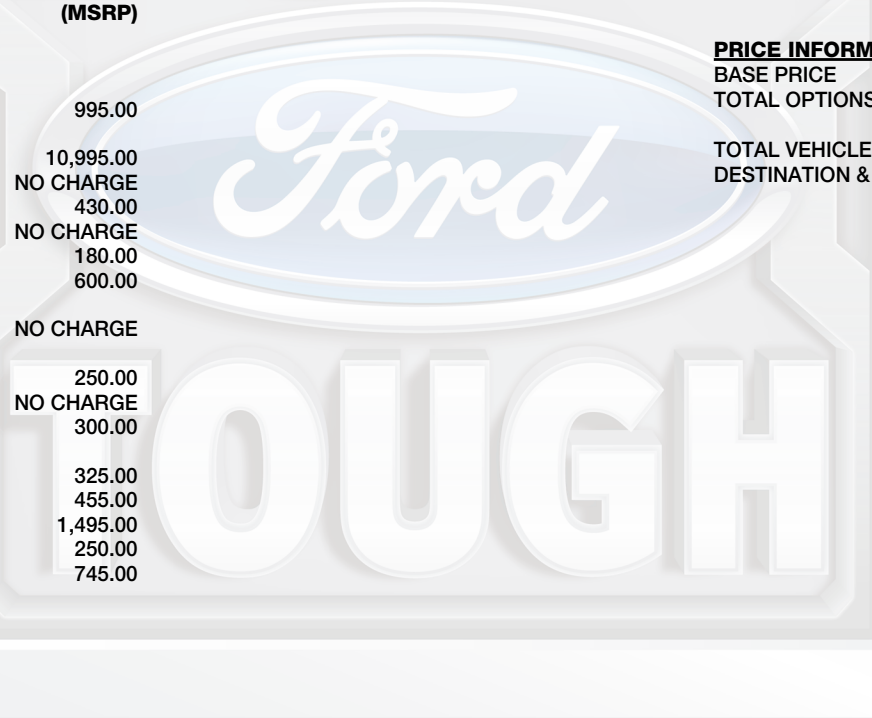 (MSRP)
995.00
10,995.00
NO CHARGE
430.00
NO CHARGE
180.00
600.00
NO CHARGE
250.00
NO CHARGE
300.00
325.00
455.00
1,495.00
250.00
745.00
PRICE INFORM
BASE PRICE
TOTAL OPTIONS
TOTAL VEHICLE
DESTINATION &
Ford
TOUGH